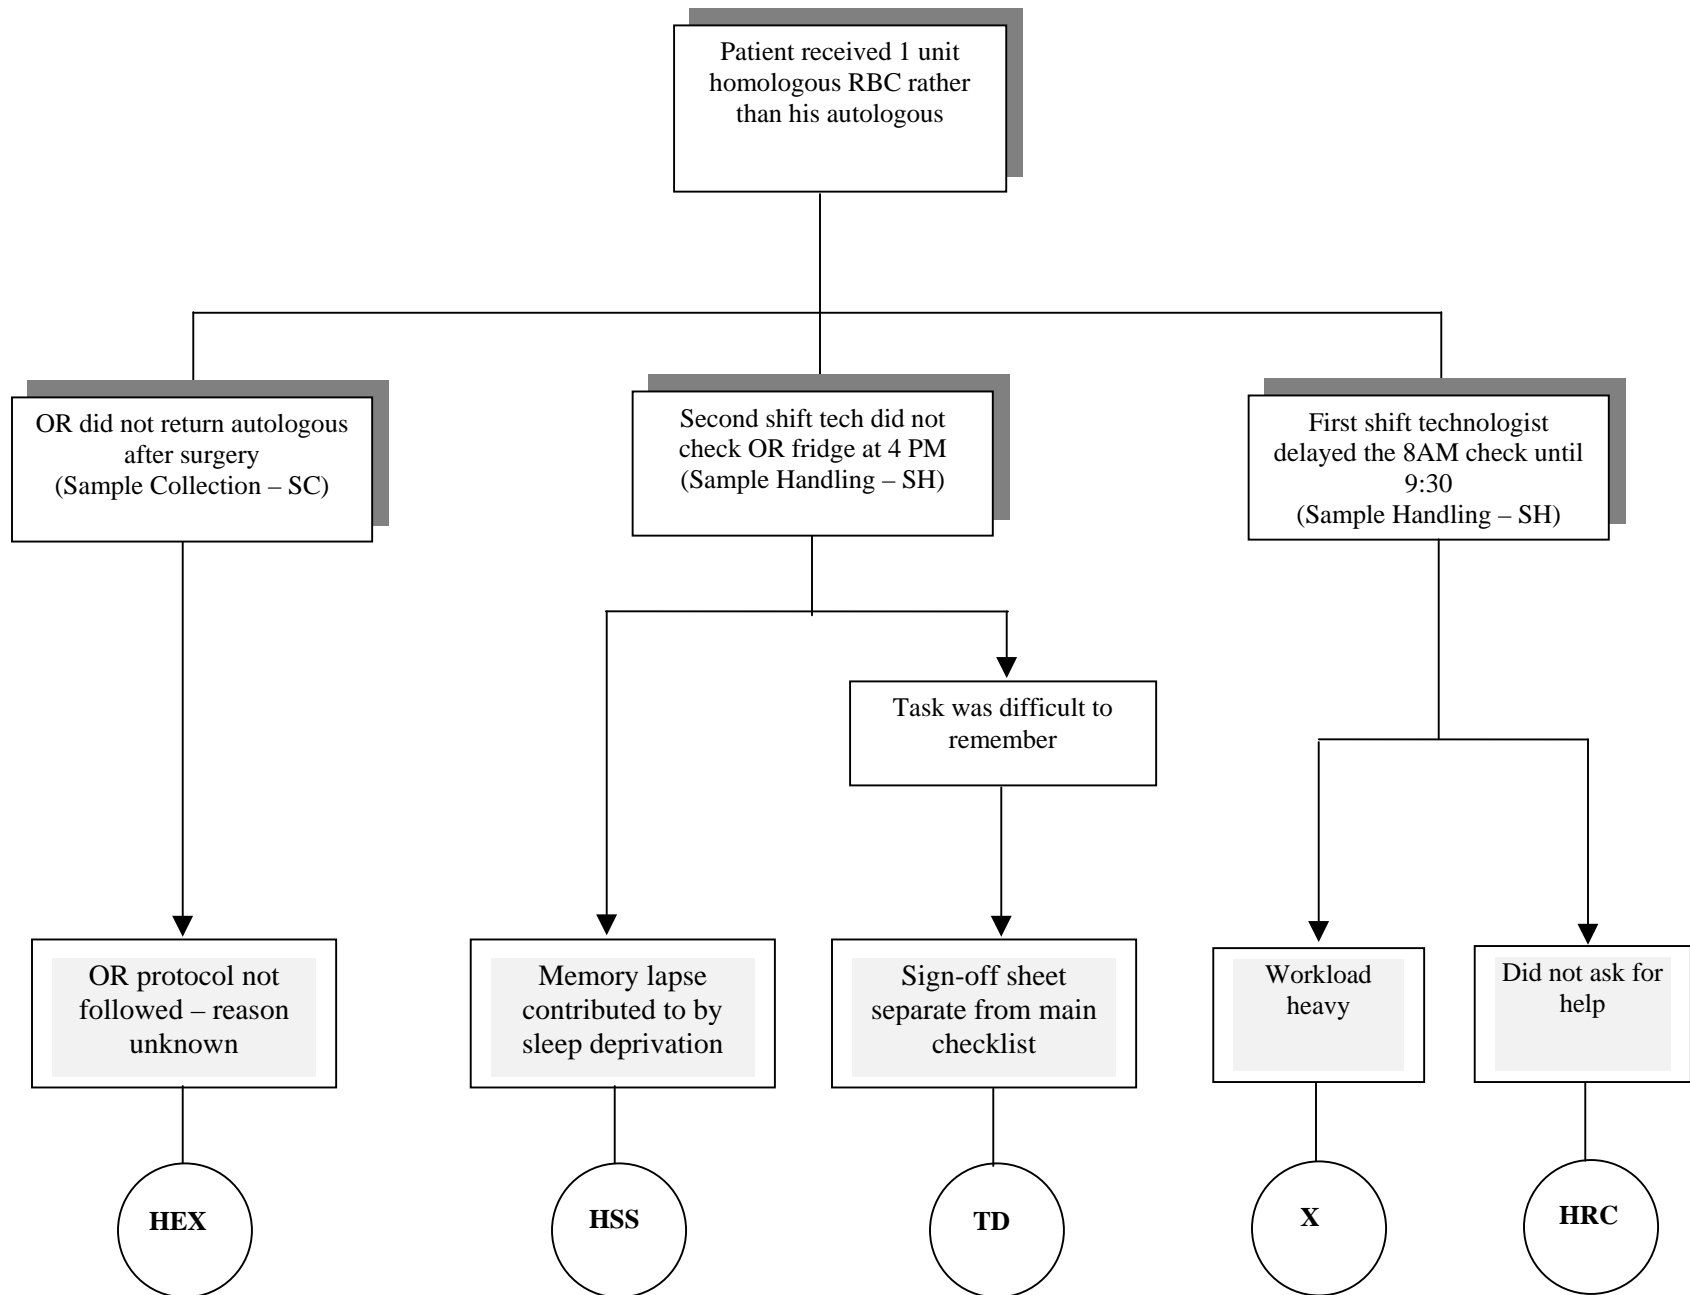 Patient received 1 unit
homologous RBC rather
than his autologous
OR did not return autologous
after surgery
(Sample Collection – SC)
Second shift tech did not
check OR fridge at 4 PM
(Sample Handling – SH)
First shift technologist
delayed the 8AM check until
9:30
(Sample Handling – SH)
Task was difficult to
remember
OR protocol not
followed – reason
unknown
Memory lapse
contributed to by
sleep deprivation
Sign-off sheet
separate from main
checklist
Workload
heavy
Did not ask for
help
HEX
HSS
TD
X
HRC